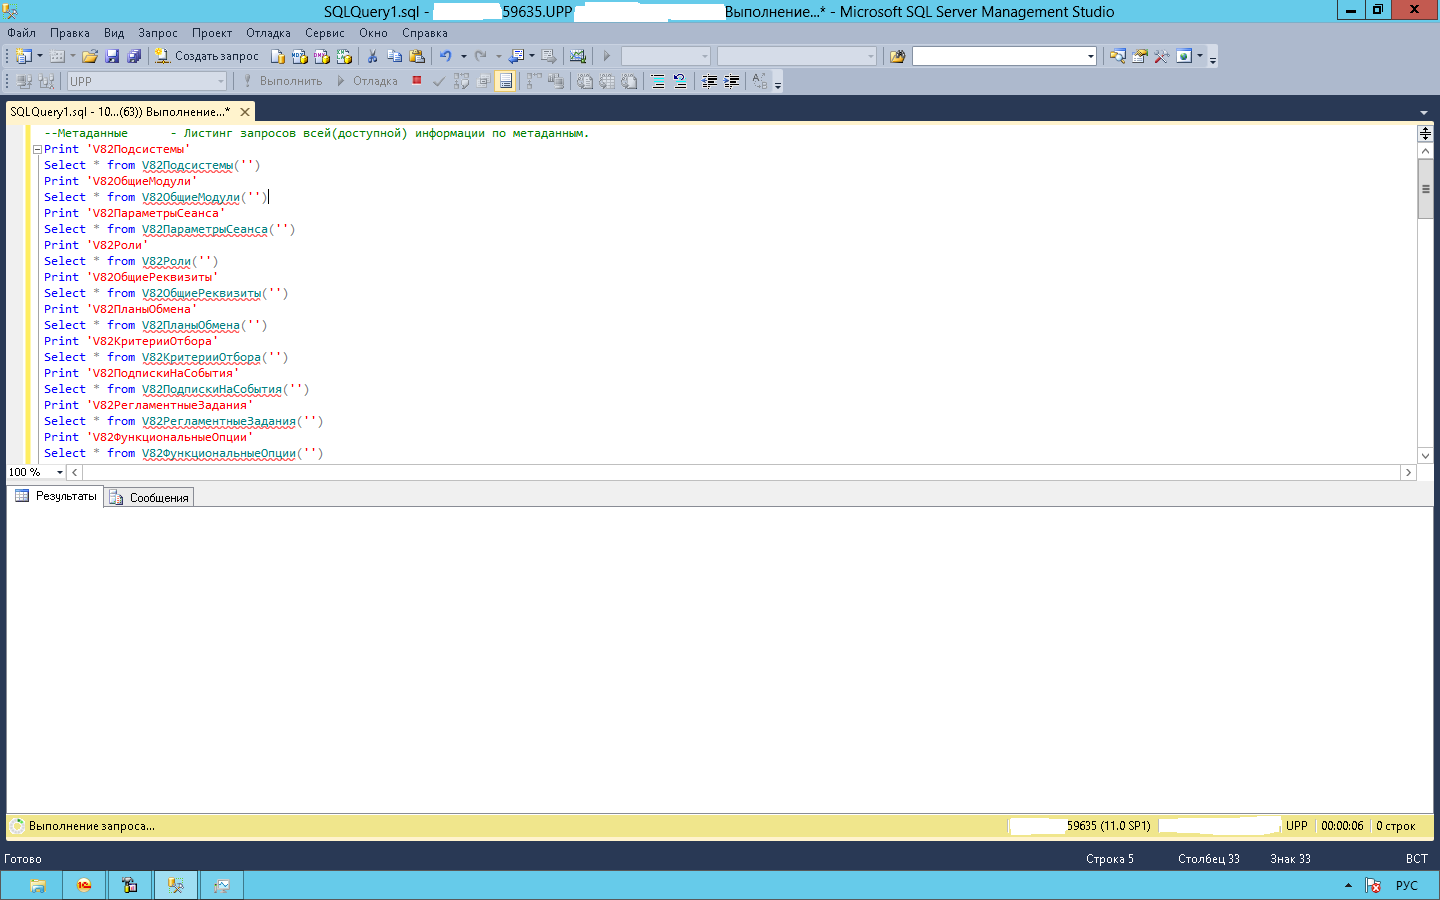 SQLQuery1.sql - 59635.UPP Выполнение...* - Microsoft SQL Server Management Studio
Файл Правка Вид Запрос Проект Отладка Сервис Окно Справка
Создать запрос
UPP Выполнить Отладка
SQLQuery1.sql - 10...(63)) Выполнение...*
--Метаданные - Листинг запросов всей(доступной) информации по метаданным.
Print 'V82Подсистемы'
Select * from V82Подсистемы('')
Print 'V82ОбщиеМодули'
Select * from V82ОбщиеМодули('')
Print 'V82ПараметрыСеанса'
Select * from V82ПараметрыСеанса('')
Print 'V82Роли'
Select * from V82Роли('')
Print 'V82ОбщиеРеквизиты'
Select * from V82ОбщиеРеквизиты('')
Print 'V82ПланыОбмена'
Select * from V82ПланыОбмена('')
Print 'V82КритерииОтбора'
Select * from V82КритерииОтбора('')
Print 'V82ПодпискиНаСобытия'
Select * from V82ПодпискиНаСобытия('')
Print 'V82РегламентныеЗадания'
Select * from V82РегламентныеЗадания('')
Print 'V82ФункциональныеОпции'
Select * from V82ФункциональныеОпции('')
100 %
Результаты Сообщения
Выполнение запроса... 59635 (11.0 SP1) UPP 00:00:06 0 строк
Готово Строка 5 Столбец 33 Знак 33 ВСТ
РУС